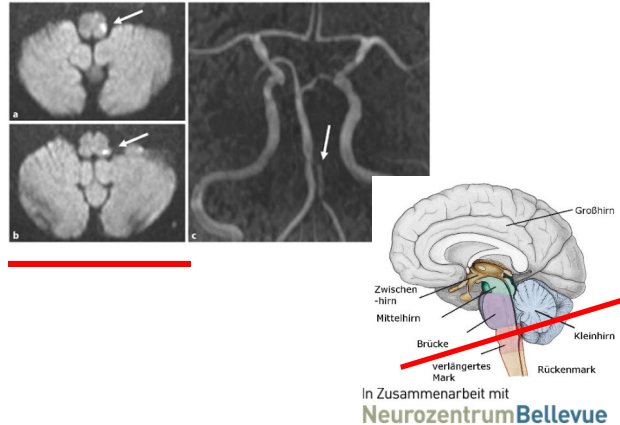 a
b
c
Großhirn
Zwischen
-hirn
Mittelhirn
Kleinhirn
Brücke
verlängertes
Mark
Rückenmark
In Zusammenarbeit mit
NeurozentrumBellevue